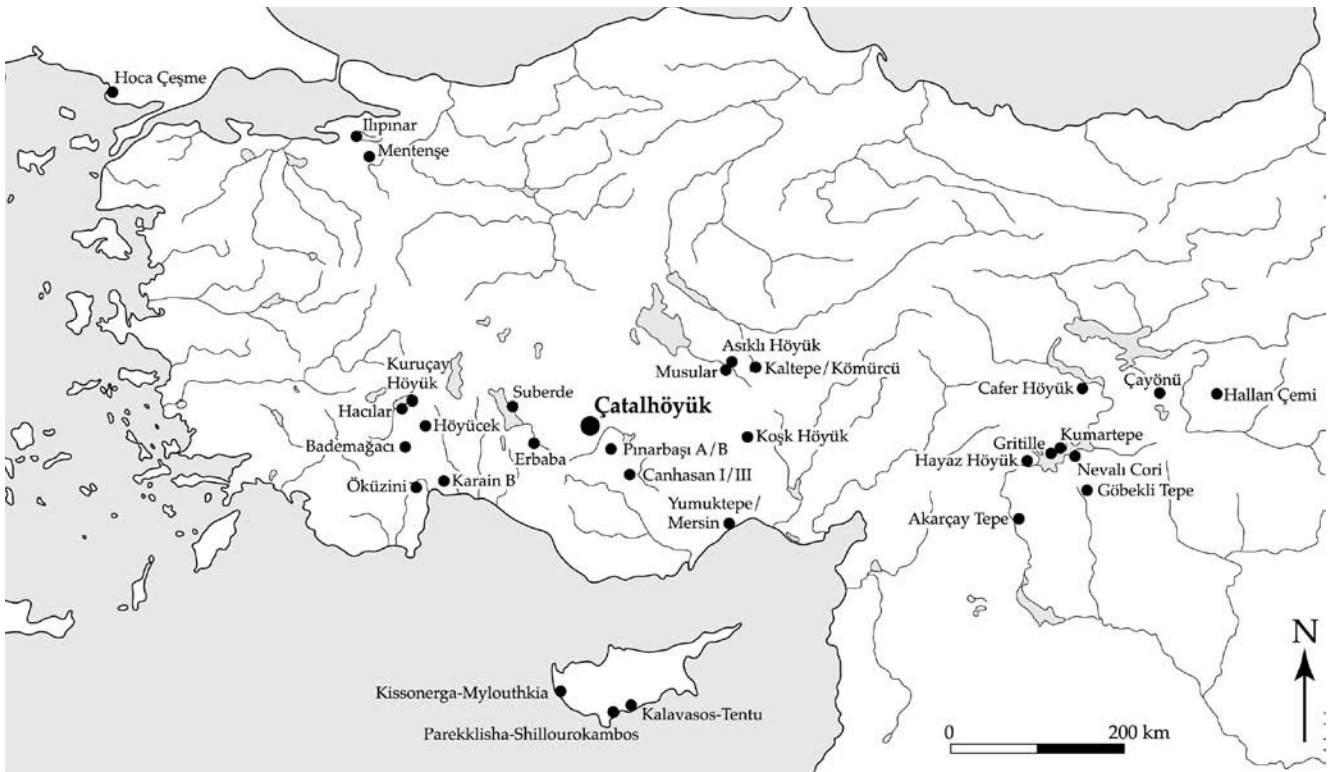 Hoca Çeşme
Ilıpınar
Mentenşe
Asıklı Höyük
Musular
Kaltepe/Kömürcü
Kuruçay
Höyük
Hacılar
Suberde
Çatalhöyük
Höyücek
Bademağacı
Erbaba
Pınarbaşı A/B
Koşk Höyük
Canhasan I/III
Öküzini
Karain B
Yumuktepe/
Mersin
Cafer Höyük
Çayönü
Hallan Çemi
Gritille
Kumartepe
Hayaz Höyük
Nevalı Cori
Göbekli Tepe
Akarçay Tepe
Kissonerga-Mylouthkia
Kalavasos-Tentu
Parekklisha-Shillourokambos
N
0
200 km